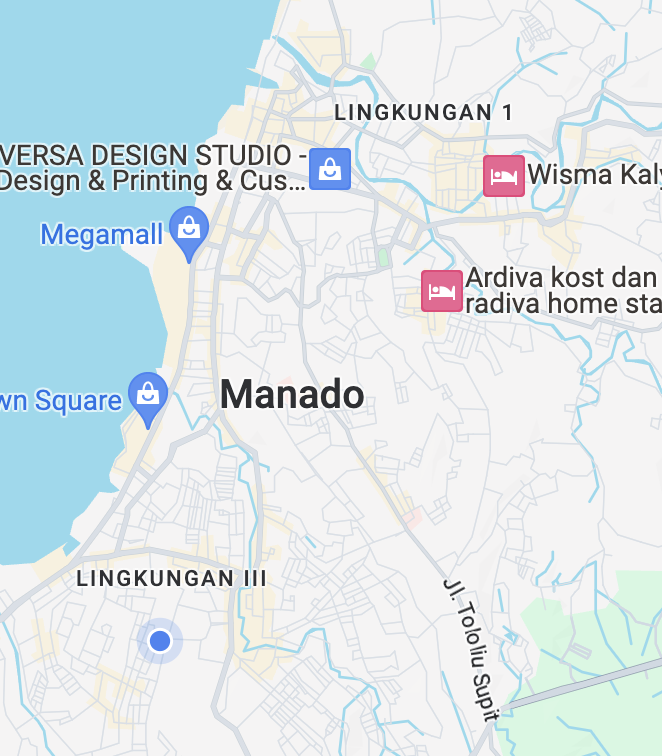 LINGKUNGAN 1
VERSA DESIGN STUDIO -
Design & Printing & Cus...
Wisma Kaly
Megamall
Ardiva kost dan
radiva home sta
Manado
wn Square
LINGKUNGAN III
Jl. Tololiu Supit